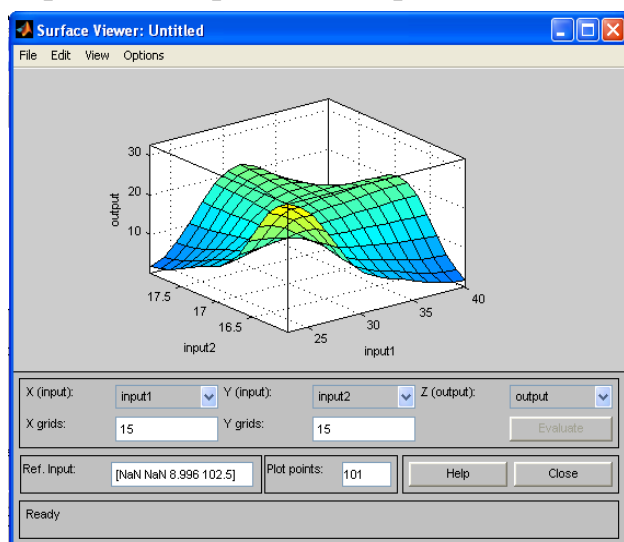 Surface Viewer: Untitled
File Edit View Options
30
20
10
output
17.5
17
16.5
input2
25
30
35
40
input1
X (input): input1 Y (input): input2 Z (output): output
X grids: 15 Y grids: 15 Evaluate
Ref. Input: [NaN NaN 8.996 102.5] Plot points: 101 Help Close
Ready